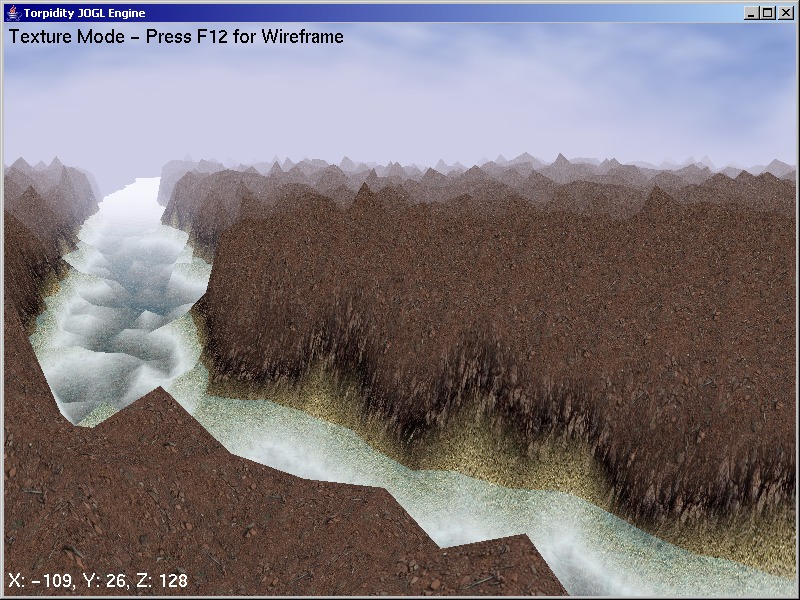 Torpidity JOGL Engine
Texture Mode - Press F12 for Wireframe
X: -109, Y: 26, Z: 128